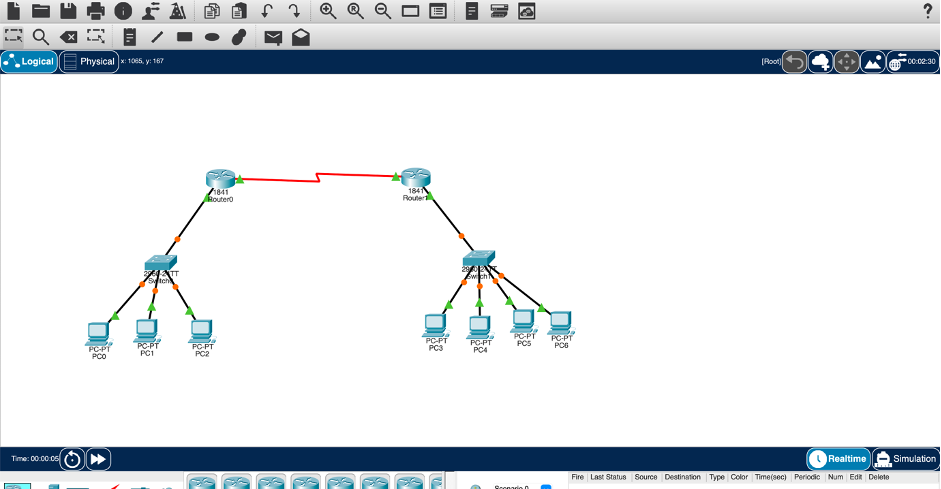 ?
Logical
Physical
x: 1065, y: 167
[Root]
00:02:30
1841
Router0
1841
Router1
2960-24TT
2960-24TT
Switch1
PC-PT
PC0
PC-PT
PC1
PC-PT
PC2
PC-PT
PC3
PC-PT
PC4
PC-PT
PC5
PC-PT
PC6
Time: 00:00:05
Realtime
Simulation
Fire Last Status Source Destination Type Color Time(sec) Periodic Num Edit Delete
Scenario 0